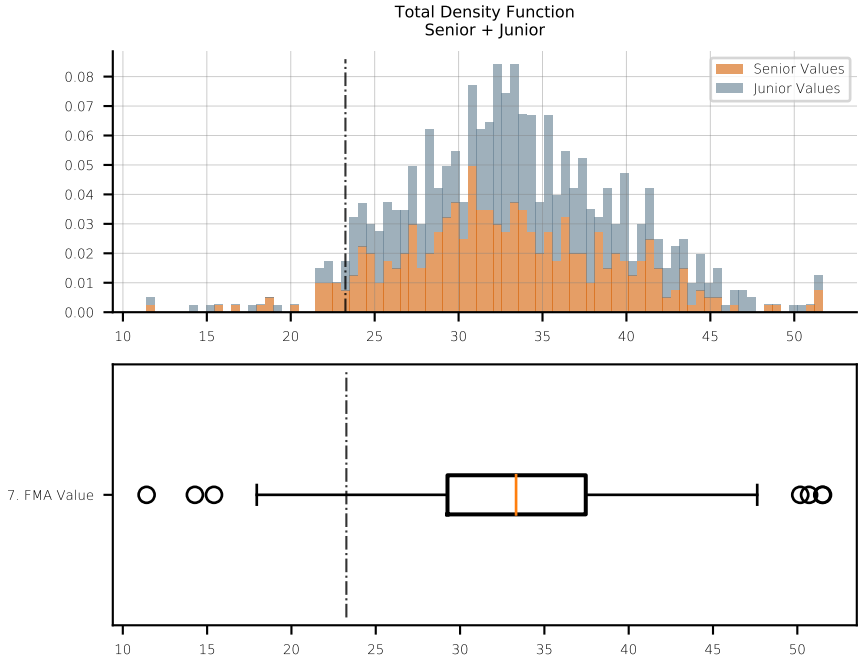 Total Density Function
Senior + Junior
Senior Values
Junior Values
0.08
0.07
0.06
0.05
0.04
0.03
0.02
0.01
0.00
10 15 20 25 30 35 40 45 50
7. FMA Value
10 15 20 25 30 35 40 45 50